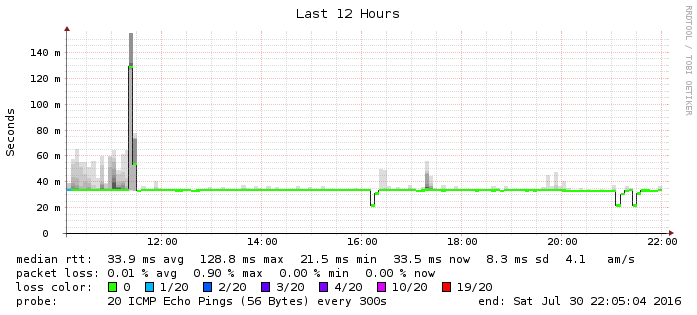 Last 12 Hours
RRDTOOL / TOBI OETIKER
Seconds
140 m
120 m
100 m
80 m
60 m
40 m
20 m
0
12:00 14:00 16:00 18:00 20:00 22:00
median rtt: 33.9 ms avg 128.8 ms max 21.5 ms min 33.5 ms now 8.3 ms sd 4.1 am/s
packet loss: 0.01 % avg 0.90 % max 0.00 % min 0.00 % now
loss color: 0 1/20 2/20 3/20 4/20 10/20 19/20
probe: 20 ICMP Echo Pings (56 Bytes) every 300s end: Sat Jul 30 22:05:04 2016